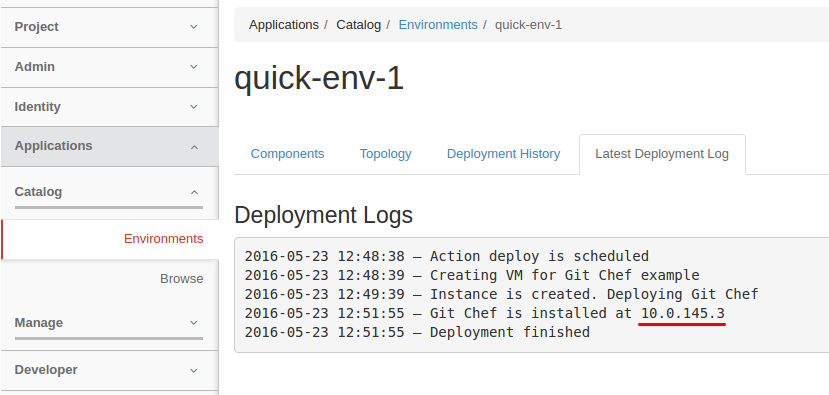 Project
Admin
Identity
Applications
Catalog
Environments
Browse
Manage
Developer
Applications / Catalog / Environments / quick-env-1
quick-env-1
Components Topology Deployment History Latest Deployment Log
Deployment Logs
2016-05-23 12:48:38 — Action deploy is scheduled
2016-05-23 12:48:39 — Creating VM for Git Chef example
2016-05-23 12:49:39 — Instance is created. Deploying Git Chef
2016-05-23 12:51:55 — Git Chef is installed at 10.0.145.3
2016-05-23 12:51:55 — Deployment finished